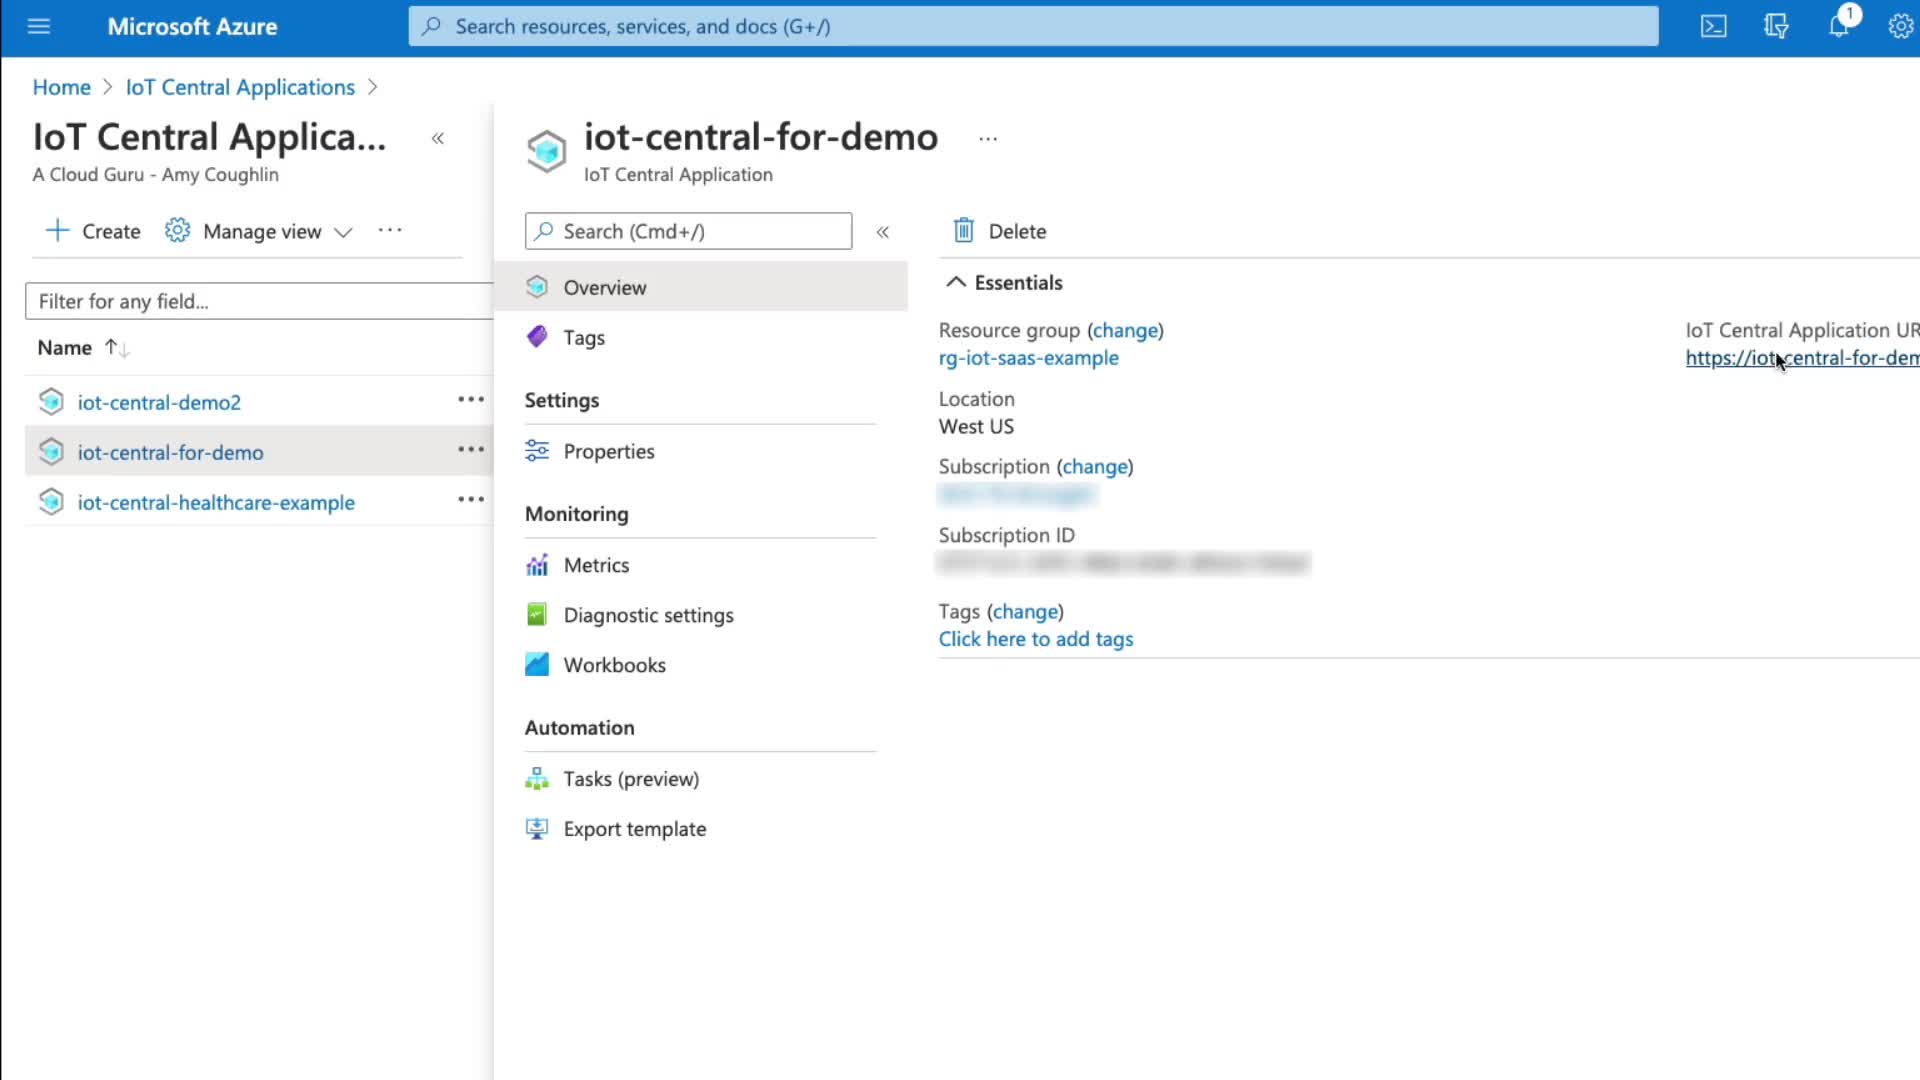 Microsoft Azure
Search resources, services, and docs (G+/)
1
Home > IoT Central Applications >
IoT Central Applica...
A Cloud Guru - Amy Coughlin
Create
Manage view
Filter for any field...
Name
iot-central-demo2
iot-central-for-demo
iot-central-healthcare-example
iot-central-for-demo
IoT Central Application
Search (Cmd+/)
Overview
Tags
Settings
Properties
Monitoring
Metrics
Diagnostic settings
Workbooks
Automation
Tasks (preview)
Export template
Delete
Essentials
Resource group (change)
rg-iot-saas-example
Location
West US
Subscription (change)
Subscription ID
Tags (change)
Click here to add tags
IoT Central Application UR
https://iot-central-for-dem